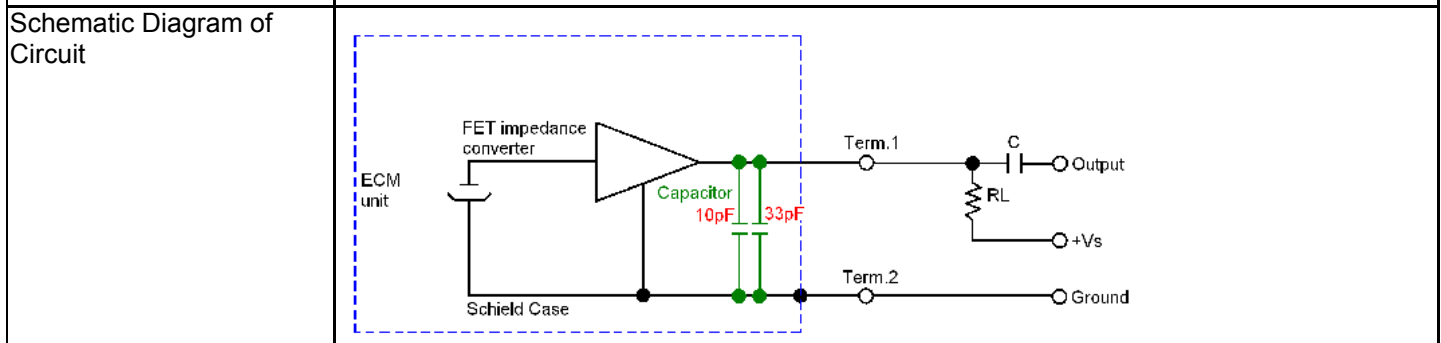 Schematic Diagram of
Circuit
FET impedance
converter
ECM
unit
Capacitor
10pF
33pF
Schield Case
Term.1
C
Output
RL
+Vs
Term.2
Ground